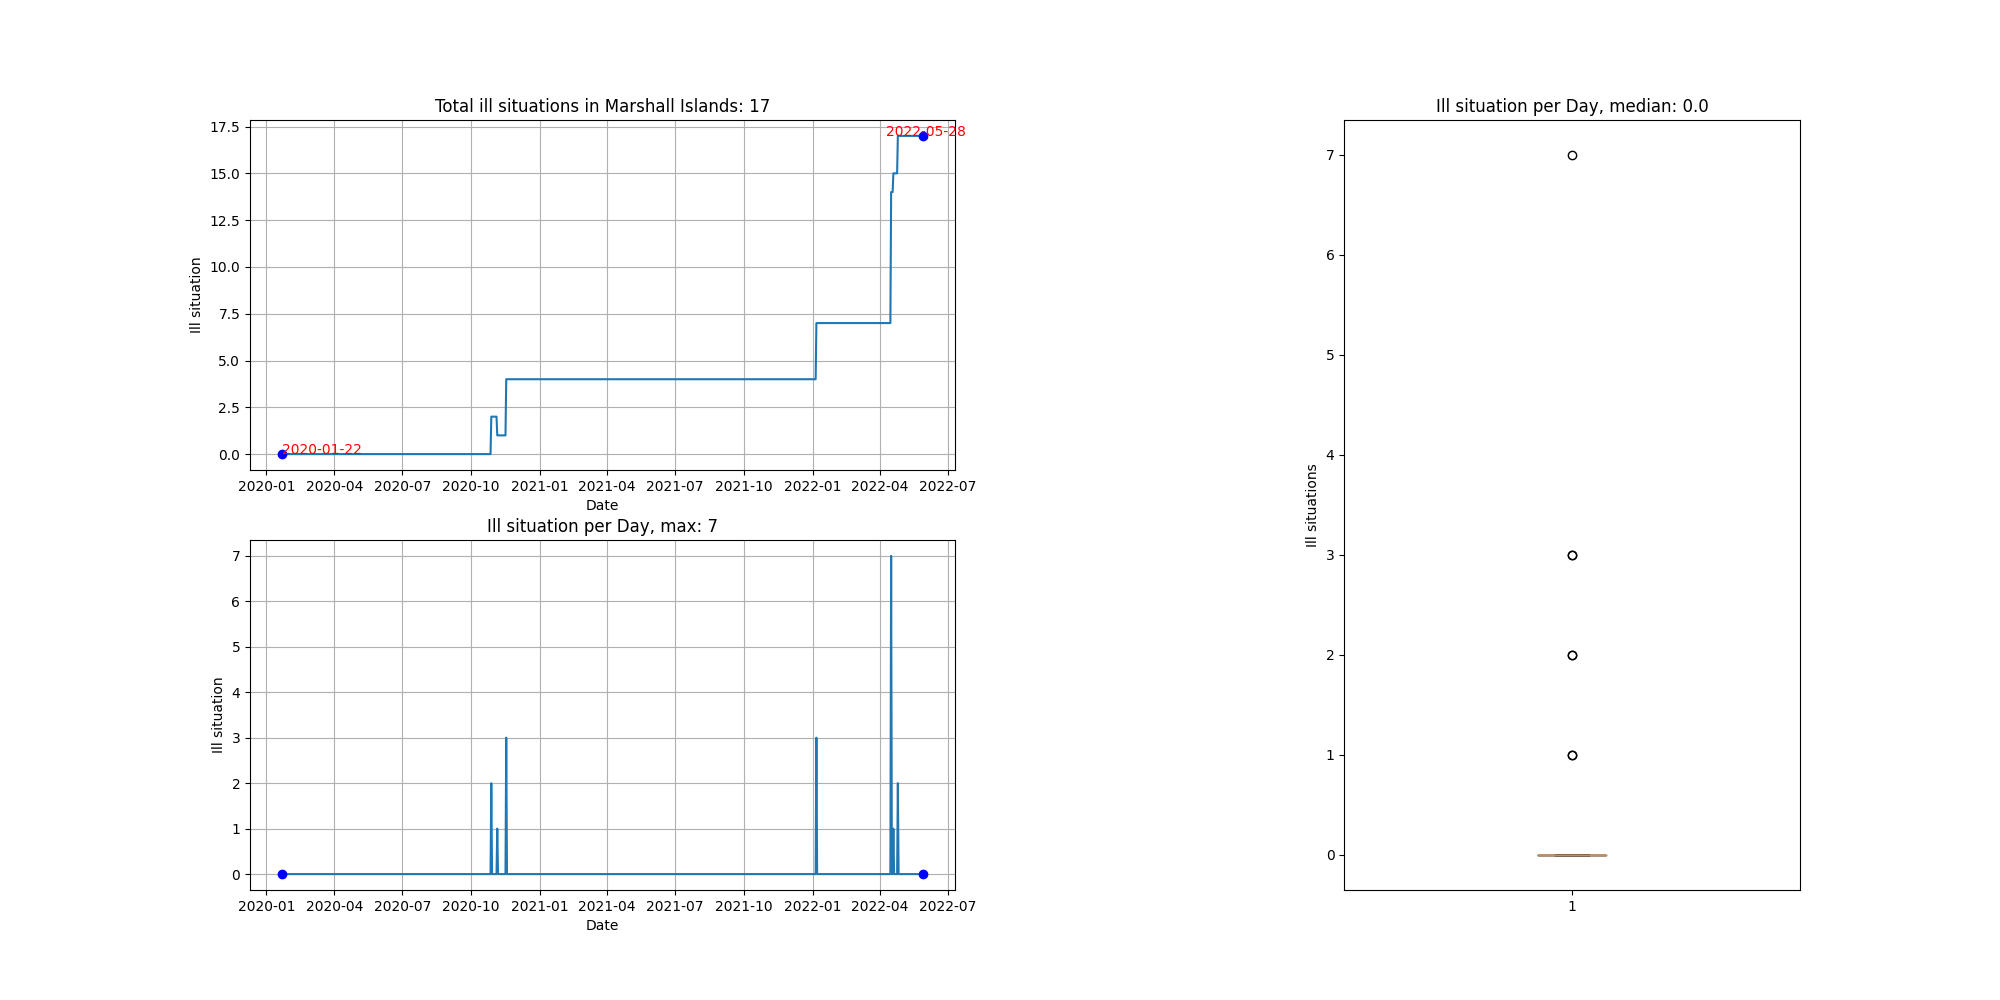 Total ill situations in Marshall Islands: 17
17.5
15.0
12.5
10.0
7.5
5.0
2.5
0.0
Ill situation
2022-05-28
2020-01-22
2020-01 2020-04 2020-07 2020-10 2021-01 2021-04 2021-07 2021-10 2022-01 2022-04 2022-07
Date
Ill situation per Day, max: 7
7
6
5
4
3
2
1
0
Ill situation
2020-01 2020-04 2020-07 2020-10 2021-01 2021-04 2021-07 2021-10 2022-01 2022-04 2022-07
Date
Ill situation per Day, median: 0.0
7
6
5
4
3
2
1
0
Ill situations
1